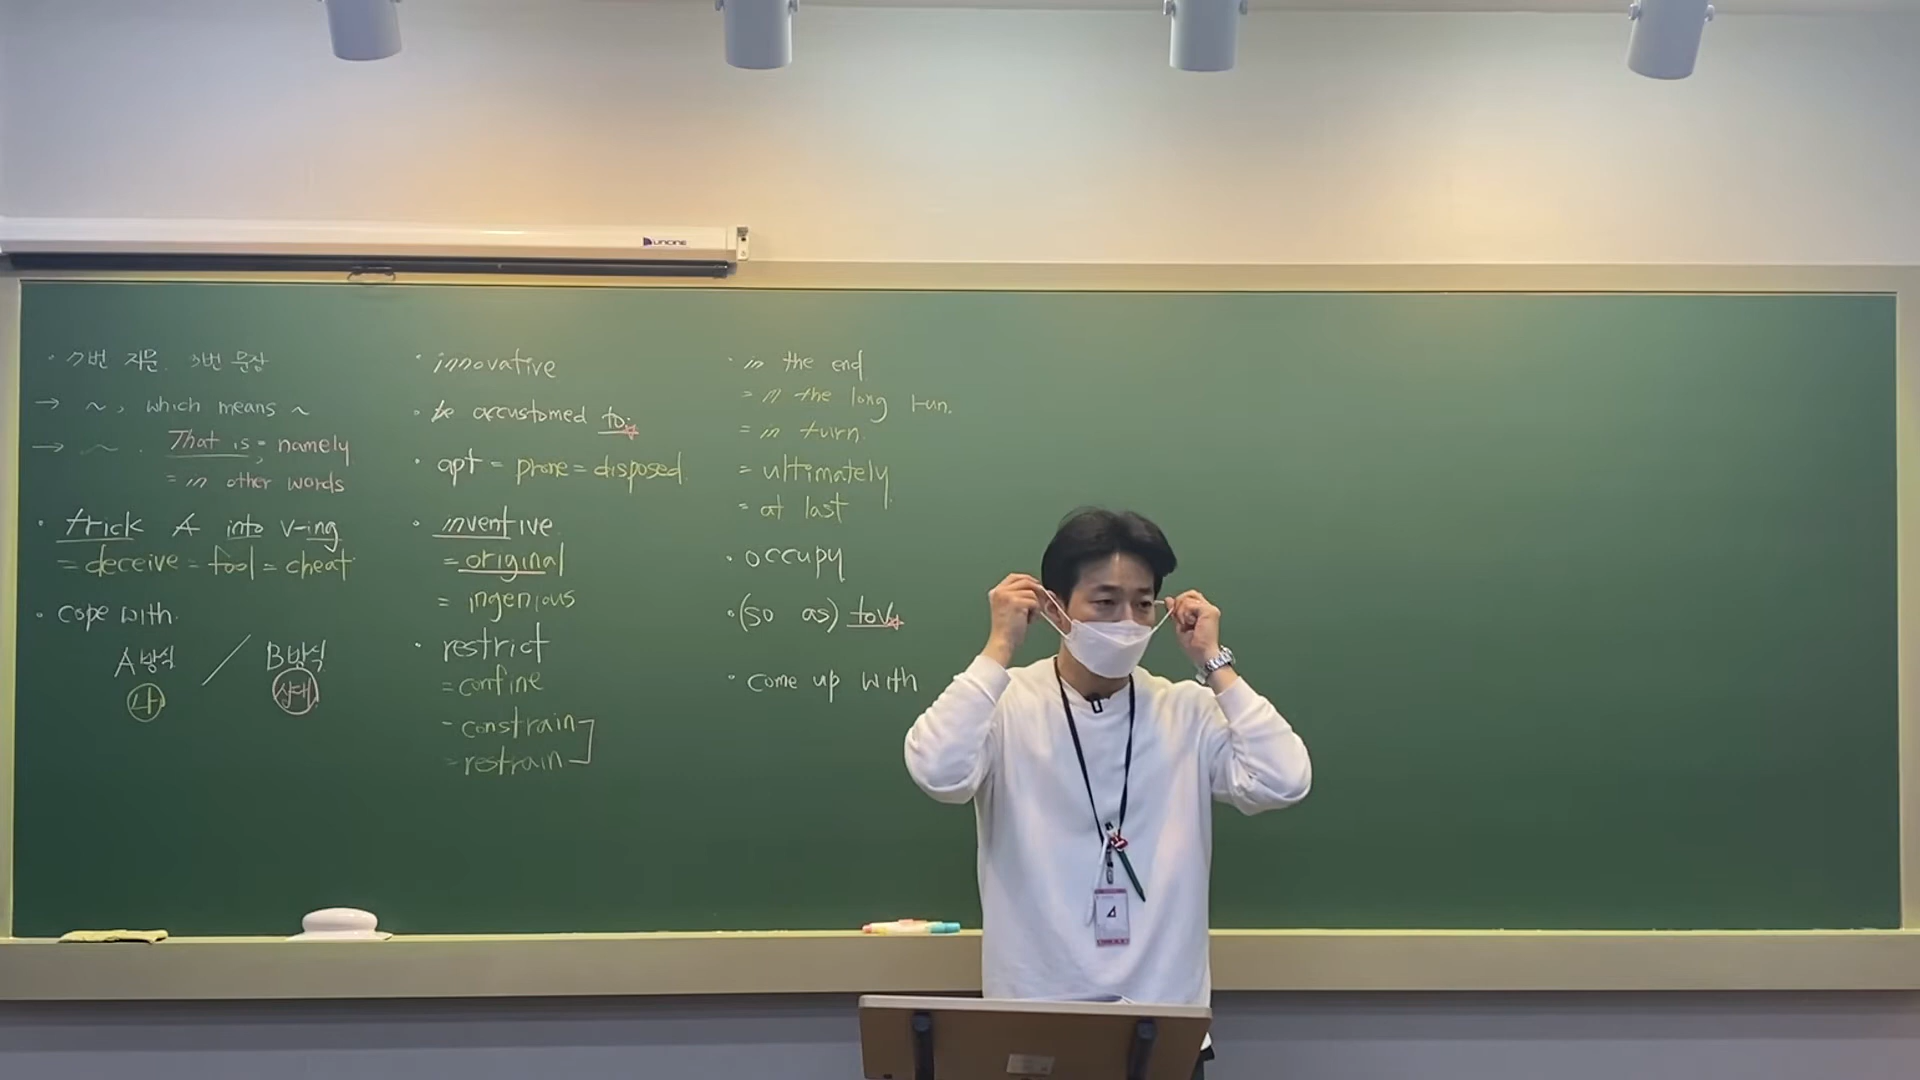 UNCINE
· 7번 지문. 3번 문장
→ ~, which means ~
→ ~. That is, = namely
= in other words
· trick A into v-ing
= deceive = fool = cheat
· cope with.
A방식 / B방식
나 상대
· innovative
· be accustomed to.
· apt = prone = disposed.
· inventive
= original
= ingenious
· restrict
= confine
- constrain
= restrain
· in the end
= in the long run.
= in turn.
= ultimately
= at last
· occupy
· (so as) to V
· come up with